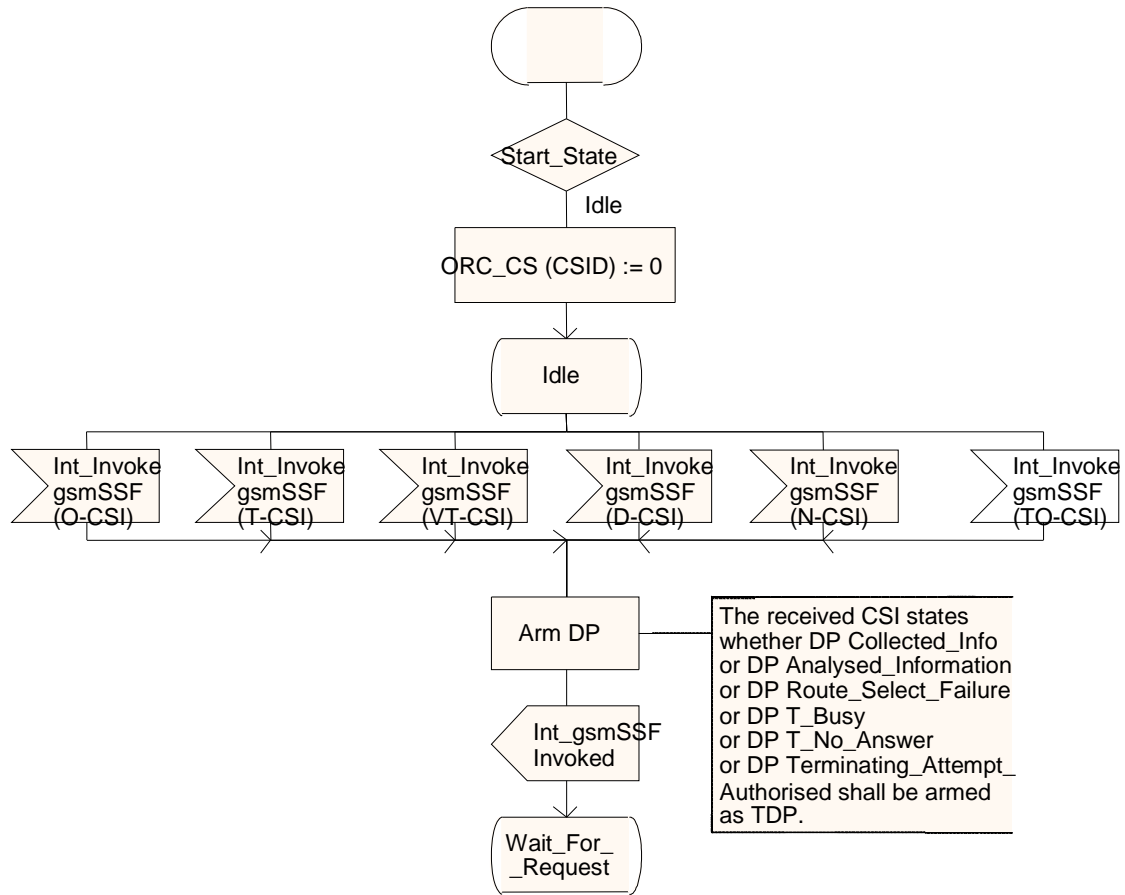 Start_State
Idle
ORC_CS (CSID) := 0
Idle
Int_Invoke
gsmSSF
(O-CSI)
Int_Invoke
gsmSSF
(T-CSI)
Int_Invoke
gsmSSF
(VT-CSI)
Int_Invoke
gsmSSF
(D-CSI)
Int_Invoke
gsmSSF
(N-CSI)
Int_Invoke
gsmSSF
(TO-CSI)
Arm DP
The received CSI states
whether DP Collected_Info
or DP Analysed_Information
or DP Route_Select_Failure
or DP T_Busy
or DP T_No_Answer
or DP Terminating_Attempt_
Authorised shall be armed
as TDP.
Int_gsmSSF
Invoked
Wait_For_
_Request